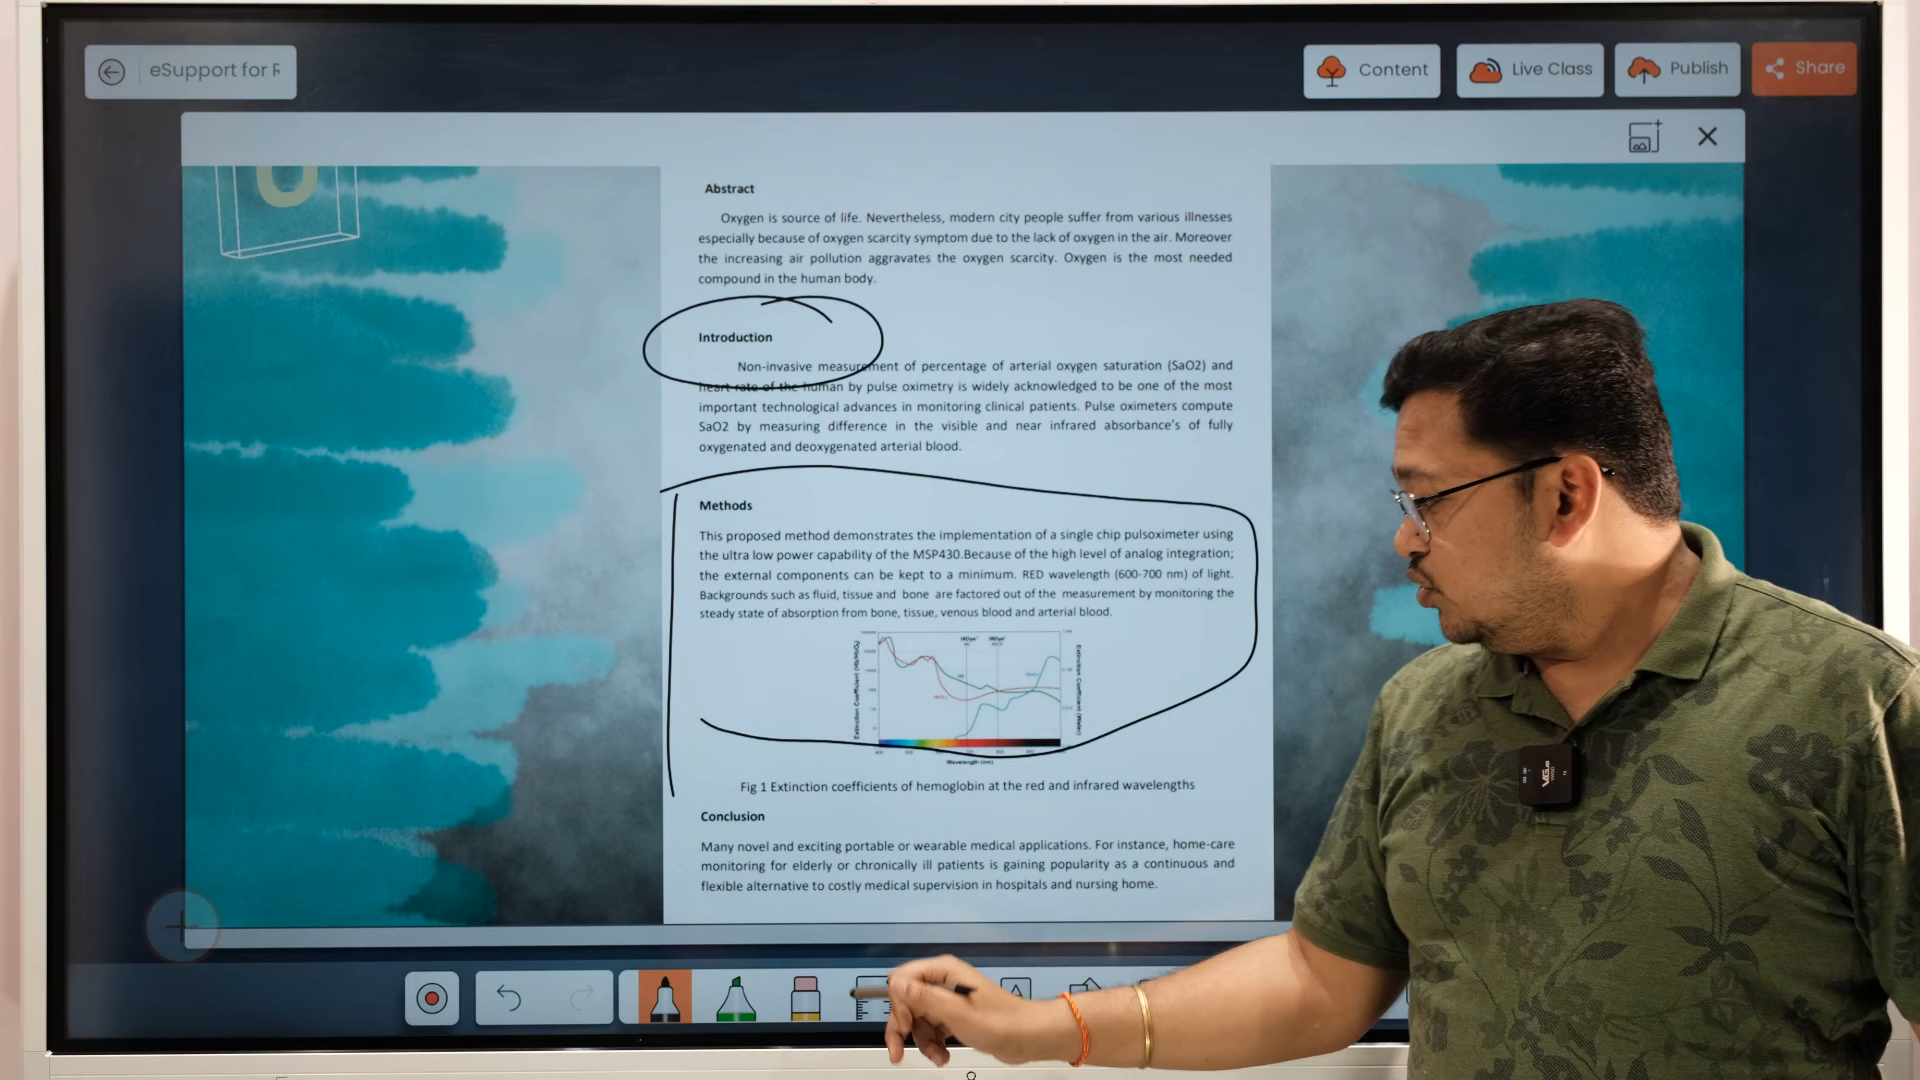 eSupport for R
Content
Live Class
Publish
Share
Abstract
Oxygen is source of life. Nevertheless, modern city people suffer from various illnesses
especially because of oxygen scarcity symptom due to the lack of oxygen in the air. Moreover
the increasing air pollution aggravates the oxygen scarcity. Oxygen is the most needed
compound in the human body.
Introduction
Non-invasive measurement of percentage of arterial oxygen saturation (SaO2) and
heart rate of the human by pulse oximetry is widely acknowledged to be one of the most
important technological advances in monitoring clinical patients. Pulse oximeters compute
SaO2 by measuring difference in the visible and near infrared absorbance's of fully
oxygenated and deoxygenated arterial blood.
Methods
This proposed method demonstrates the implementation of a single chip pulsoximeter using
the ultra low power capability of the MSP430.Because of the high level of analog integration;
the external components can be kept to a minimum. RED wavelength (600-700 nm) of light.
Backgrounds such as fluid, tissue and bone are factored out of the measurement by monitoring the
steady state of absorption from bone, tissue, venous blood and arterial blood.
Extinction Coefficient (Hb/HbO2)
Extinction Coefficient (Water)
Wavelength (nm)
Fig 1 Extinction coefficients of hemoglobin at the red and infrared wavelengths
Conclusion
Many novel and exciting portable or wearable medical applications. For instance, home-care
monitoring for elderly or chronically ill patients is gaining popularity as a continuous and
flexible alternative to costly medical supervision in hospitals and nursing home.